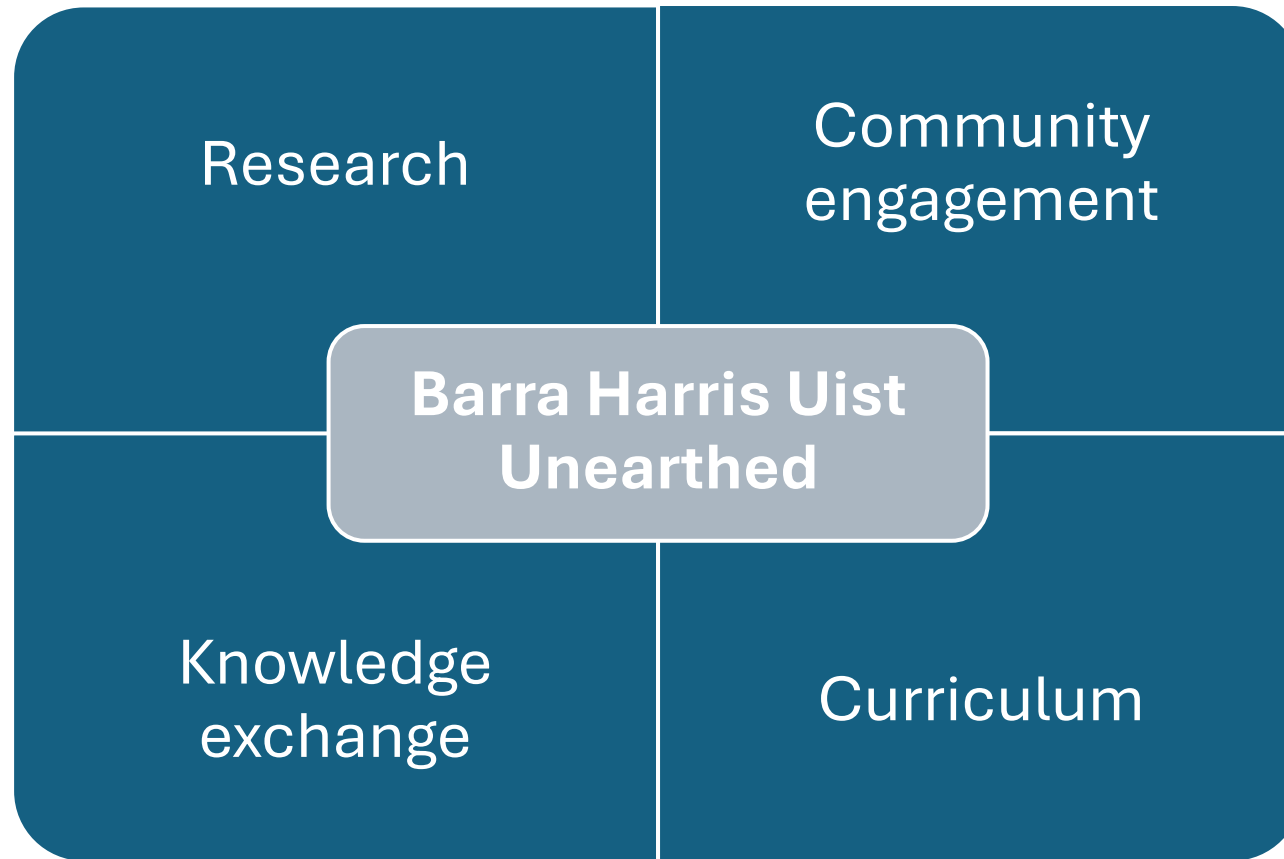 Research
Community
engagement
Barra Harris Uist
Unearthed
Knowledge
exchange
Curriculum